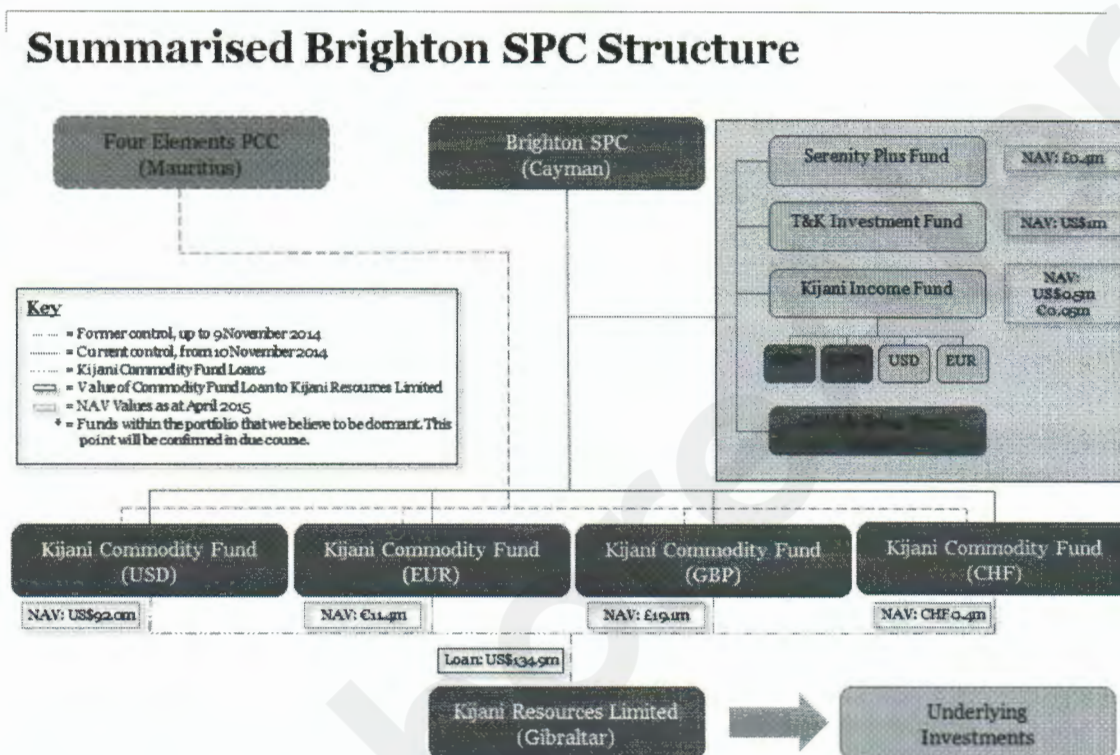 Summarised Brighton SPC Structure
Four Elements PCC
(Mauritius)
Brighton SPC
(Cayman)
Serenity Plus Fund
NAV: £0.4m
T&K Investment Fund
NAV: US$1m
Kijani Income Fund
NAV:
US$0.5m
€0.05m
USD
EUR
Key
= Former control, up to 9 November 2014
= Current control, from 10 November 2014
= Kijani Commodity Fund Loans
= Value of Commodity Fund Loan to Kijani Resources Limited
= NAV Values as at April 2015
* = Funds within the portfolio that we believe to be dormant. This
point will be confirmed in due course.
Kijani Commodity Fund
(USD)
Kijani Commodity Fund
(EUR)
Kijani Commodity Fund
(GBP)
Kijani Commodity Fund
(CHF)
NAV: US$92.0m
NAV: €11.4m
NAV: £19.1m
NAV: CHF 0.4m
Loan: US$134.9m
Kijani Resources Limited
(Gibraltar)
Underlying
Investments